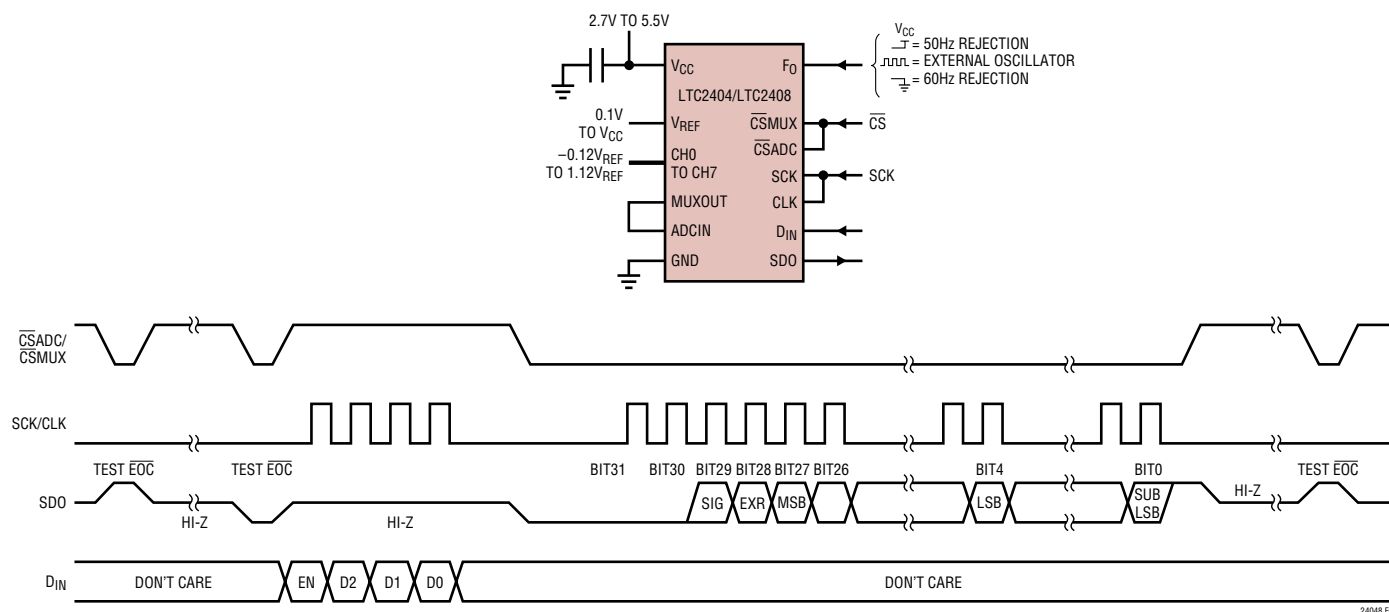 2.7V TO 5.5V
VCC
= 50Hz REJECTION
= EXTERNAL OSCILLATOR
= 60Hz REJECTION
VCC
FO
LTC2404/LTC2408
0.1V
TO VCC
VREF
CSMUX
CS
CSADC
−0.12VREF
TO 1.12VREF
CH0
TO CH7
SCK
SCK
MUXOUT
CLK
ADCIN
DIN
GND
SDO
CSADC/
CSMUX
SCK/CLK
TEST EOC
TEST EOC
BIT31
BIT30
BIT29
BIT28
BIT27
BIT26
BIT4
BIT0
TEST EOC
SDO
HI-Z
HI-Z
SIG
EXR
MSB
LSB
SUB
LSB
HI-Z
DIN
DON'T CARE
EN
D2
D1
D0
DON'T CARE